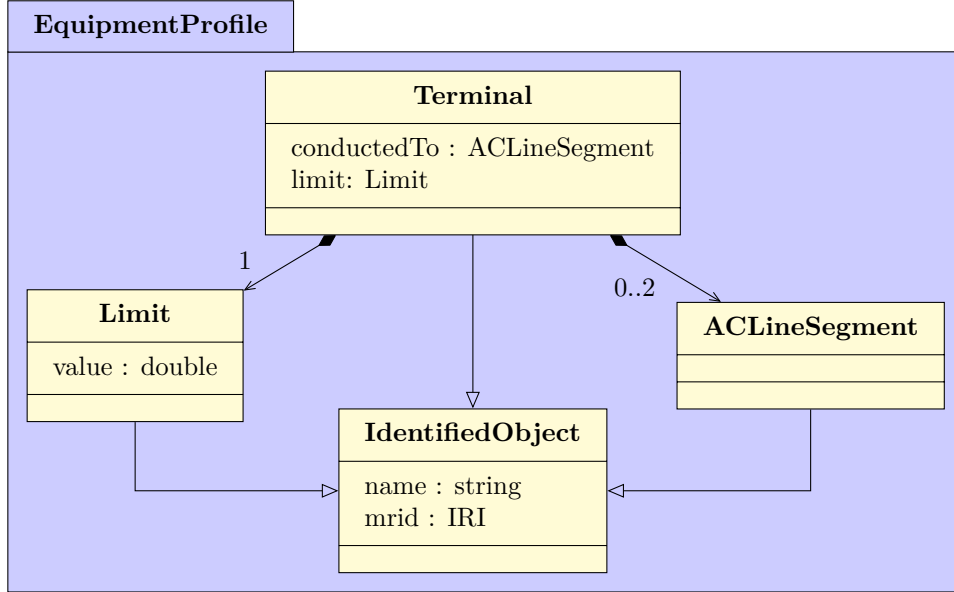 EquipmentProfile
Terminal
conductedTo : ACLineSegment
limit: Limit
1
0..2
Limit
value : double
ACLineSegment
IdentifiedObject
name : string
mrid : IRI